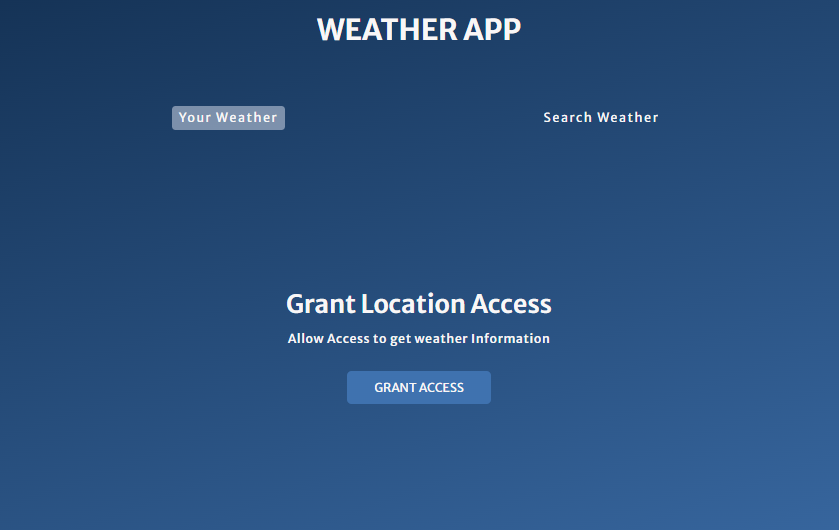 WEATHER APP
Your Weather
Search Weather
Grant Location Access
Allow Access to get weather Information
GRANT ACCESS